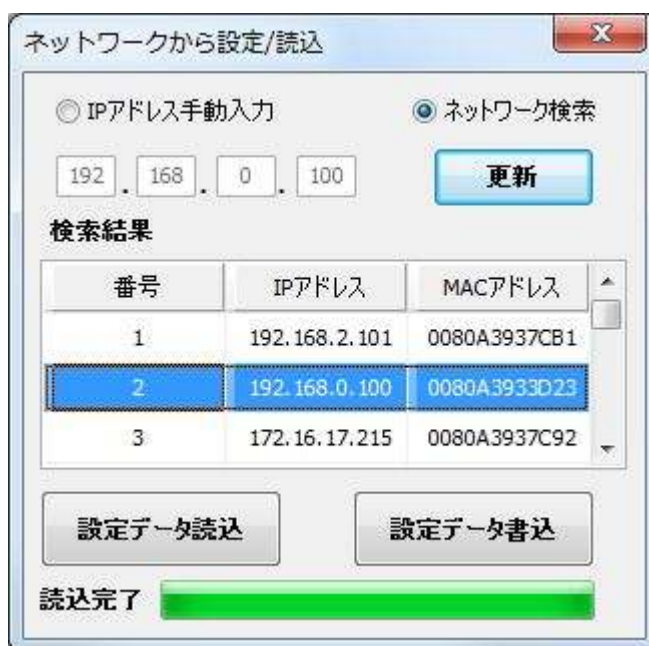 ネットワークから設定/読込
IPアドレス手動入力 ネットワーク検索
192 . 168 . 0 . 100 更新
検索結果
番号 IPアドレス MACアドレス
1 192.168.2.101 0080A3937CB1
2 192.168.0.100 0080A3933D23
3 172.16.17.215 0080A3937C92
設定データ読込 設定データ書込
読込完了